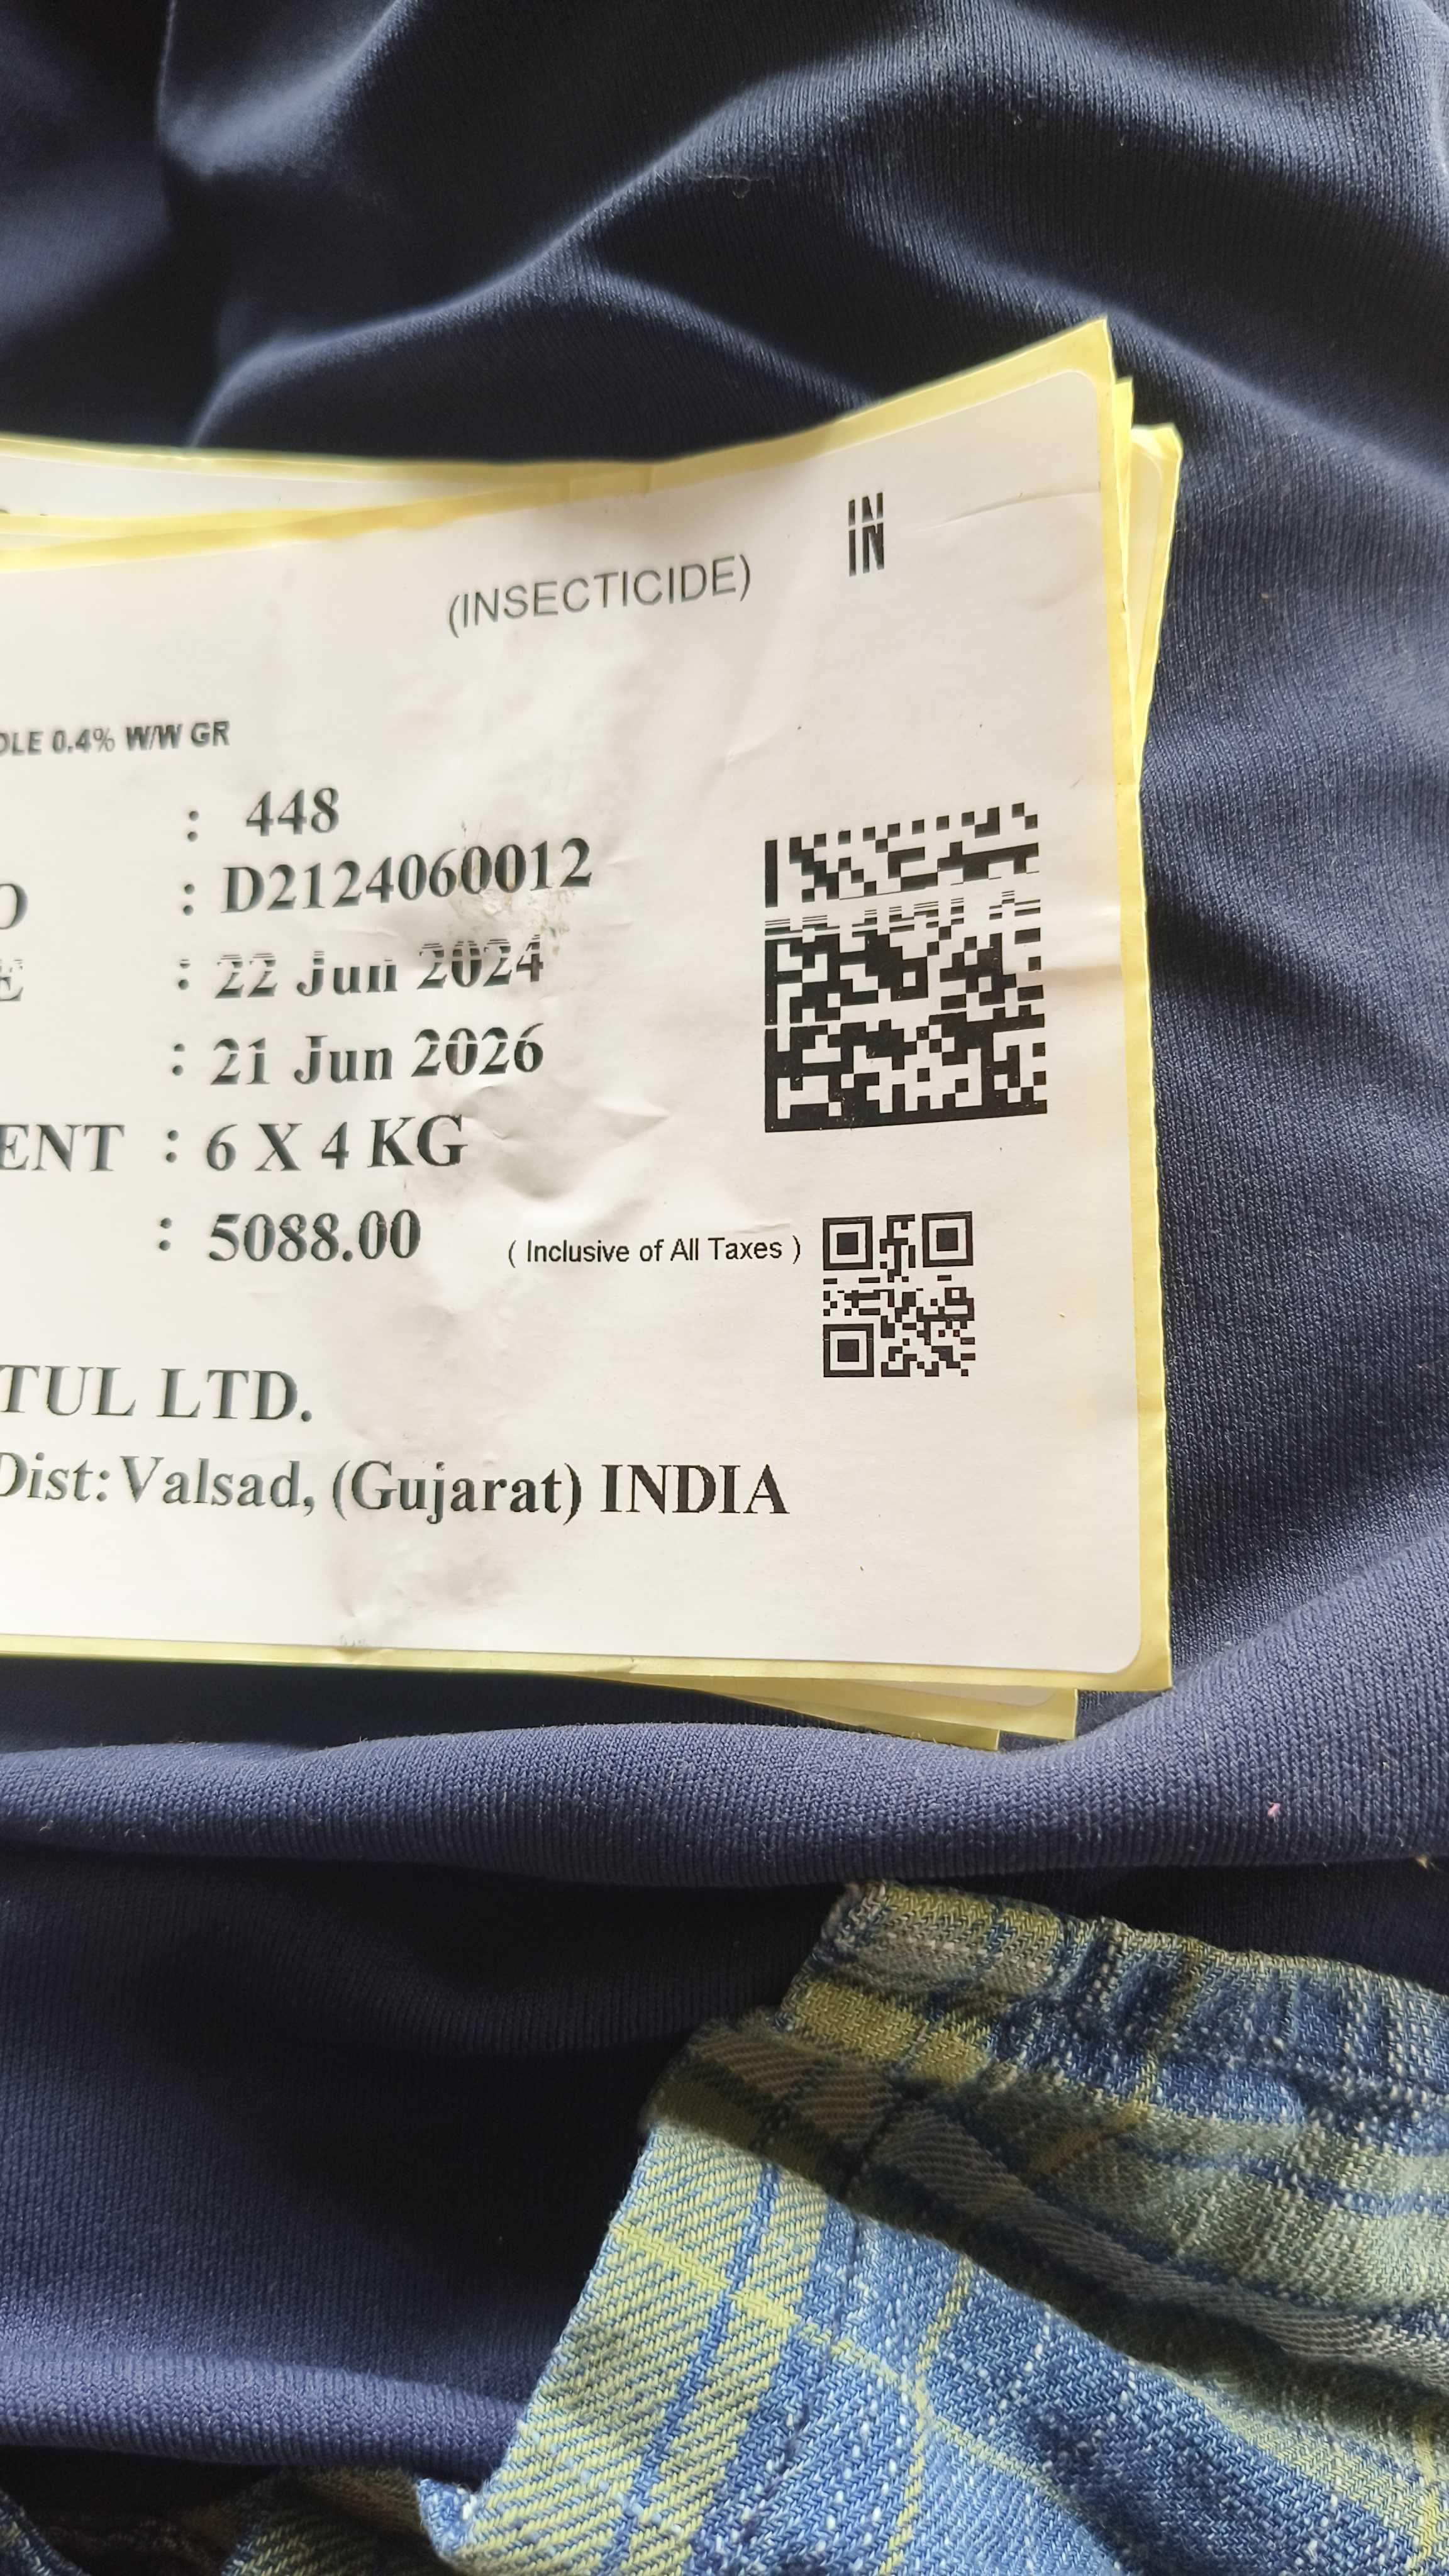 IN
(INSECTICIDE)
OLE 0.4% W/W GR
: 448
O : D2124060012
E : 22 Jun 2024
: 21 Jun 2026
ENT : 6 X 4 KG
: 5088.00 ( Inclusive of All Taxes )
TUL LTD.
Dist: Valsad, (Gujarat) INDIA